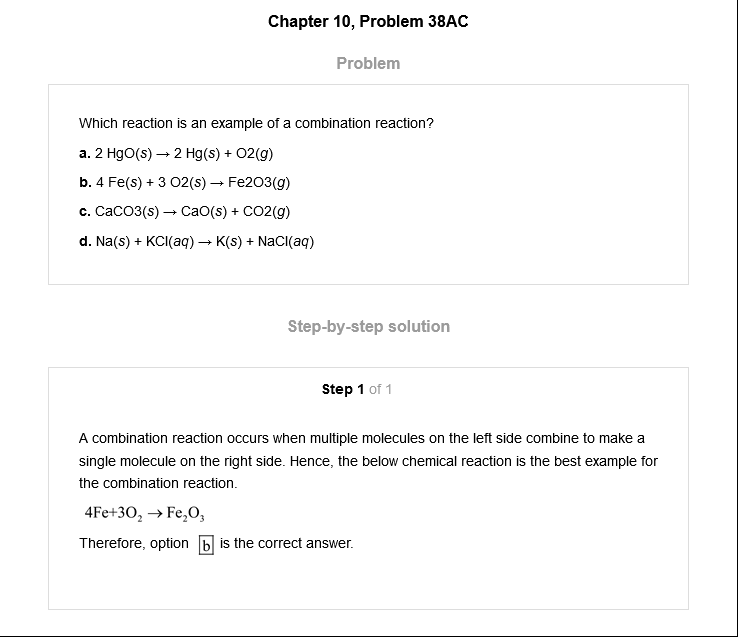 Chapter 10, Problem 38AC
Problem
Which reaction is an example of a combination reaction?
a. 2 HgO(s) → 2 Hg(s) + O2(g)
b. 4 Fe(s) + 3 O2(s) → Fe2O3(g)
c. CaCO3(s) → CaO(s) + CO2(g)
d. Na(s) + KCl(aq) → K(s) + NaCl(aq)
Step-by-step solution
Step 1 of 1
A combination reaction occurs when multiple molecules on the left side combine to make a
single molecule on the right side. Hence, the below chemical reaction is the best example for
the combination reaction.
4Fe+3O₂ → Fe₂O₃
Therefore, option b is the correct answer.